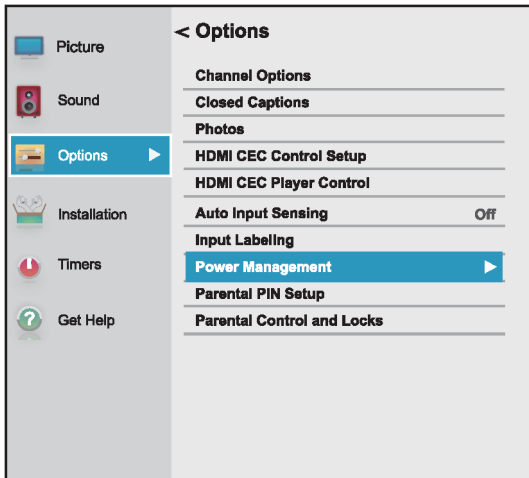 Picture
Sound
Options
Installation
Timers
Get Help
< Options
Channel Options
Closed Captions
Photos
HDMI CEC Control Setup
HDMI CEC Player Control
Auto Input Sensing Off
Input Labeling
Power Management
Parental PIN Setup
Parental Control and Locks